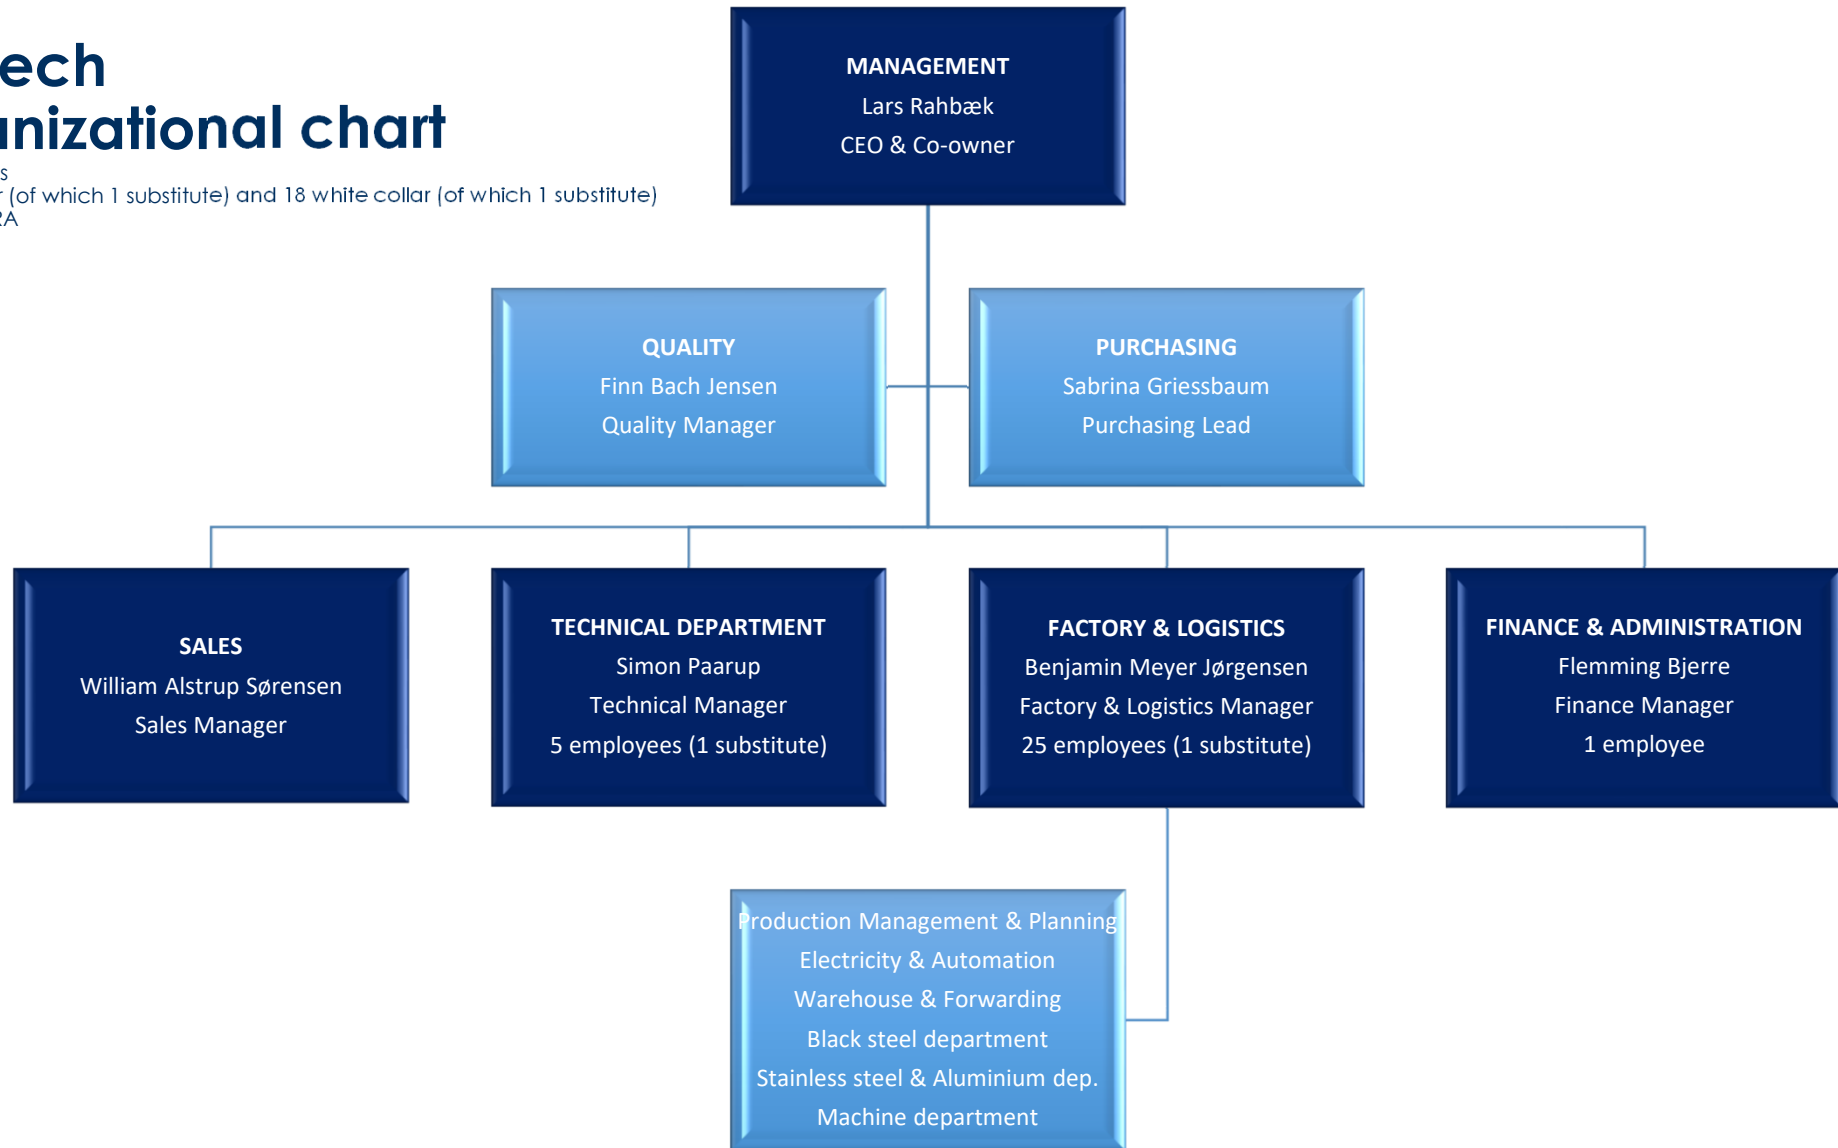 ech
anizational chart
s
r (of which 1 substitute) and 18 white collar (of which 1 substitute)
RA
MANAGEMENT
Lars Rahbæk
CEO & Co-owner
QUALITY
Finn Bach Jensen
Quality Manager
PURCHASING
Sabrina Griessbaum
Purchasing Lead
SALES
William Alstrup Sørensen
Sales Manager
TECHNICAL DEPARTMENT
Simon Paarup
Technical Manager
5 employees (1 substitute)
FACTORY & LOGISTICS
Benjamin Meyer Jørgensen
Factory & Logistics Manager
25 employees (1 substitute)
FINANCE & ADMINISTRATION
Flemming Bjerre
Finance Manager
1 employee
Production Management & Planning
Electricity & Automation
Warehouse & Forwarding
Black steel department
Stainless steel & Aluminium dep.
Machine department